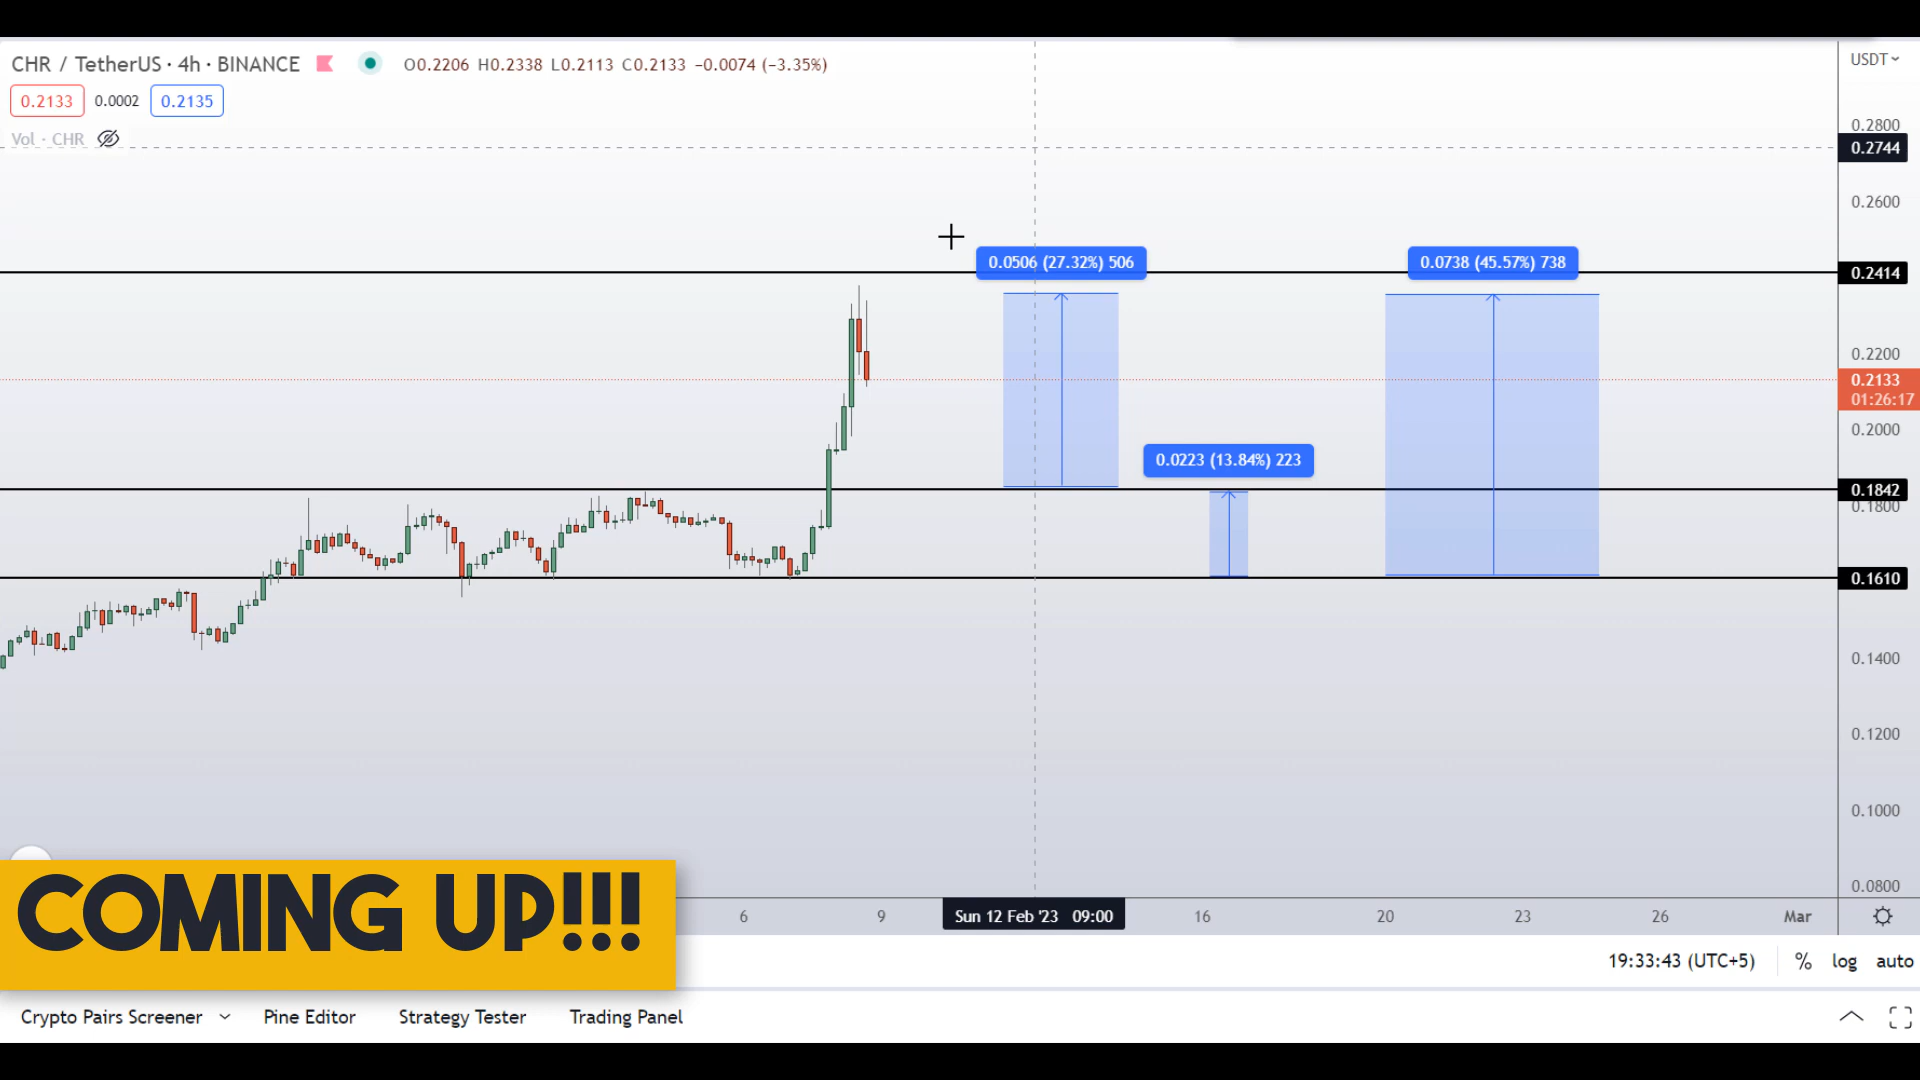 CHR / TetherUS · 4h · BINANCE O0.2206 H0.2338 L0.2113 C0.2133 −0.0074 (−3.35%)
USDT
0.2133 0.0002 0.2135
Vol · CHR
0.2800
0.2744
0.2600
0.0506 (27.32%) 506
0.0738 (45.57%) 738
0.2414
0.2200
0.2133
01:26:17
0.2000
0.0223 (13.84%) 223
0.1842
0.1800
0.1610
0.1400
0.1200
0.1000
0.0800
COMING UP!!!
6 9 Sun 12 Feb '23 09:00 16 20 23 26 Mar
19:33:43 (UTC+5) % log auto
Crypto Pairs Screener Pine Editor Strategy Tester Trading Panel